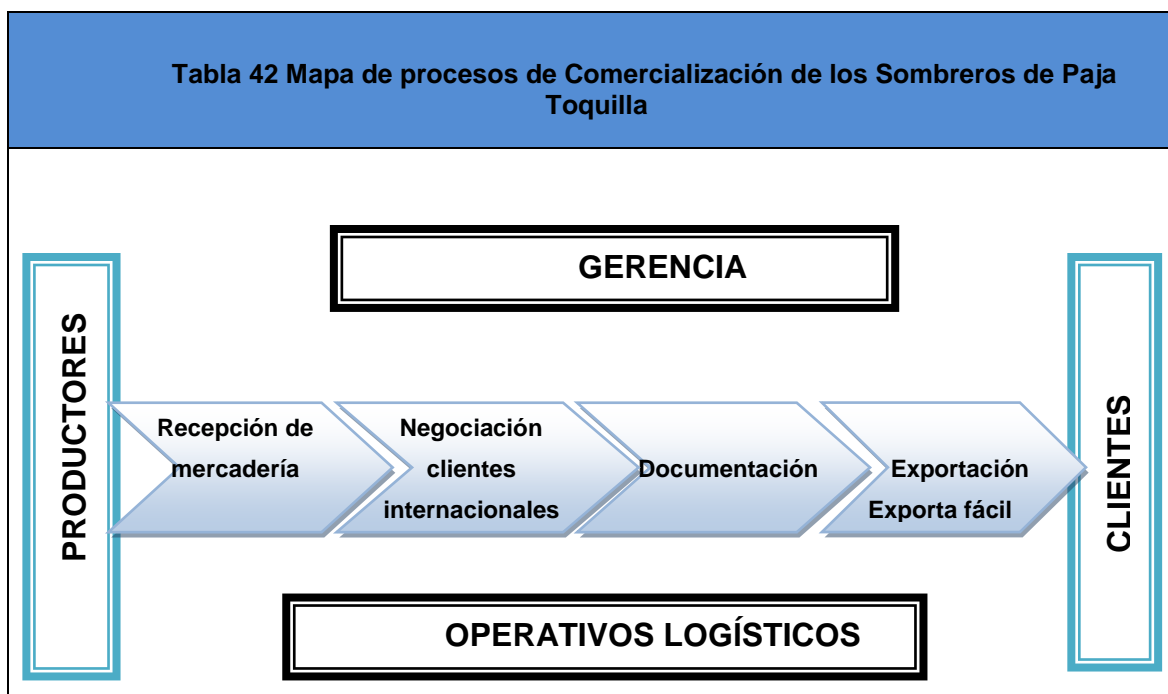 Tabla 42 Mapa de procesos de Comercialización de los Sombreros de Paja
Toquilla
GERENCIA
PRODUCTORES
Recepción de
mercadería
Negociación
clientes
internacionales
Documentación
Exportación
Exporta fácil
CLIENTES
OPERATIVOS LOGÍSTICOS